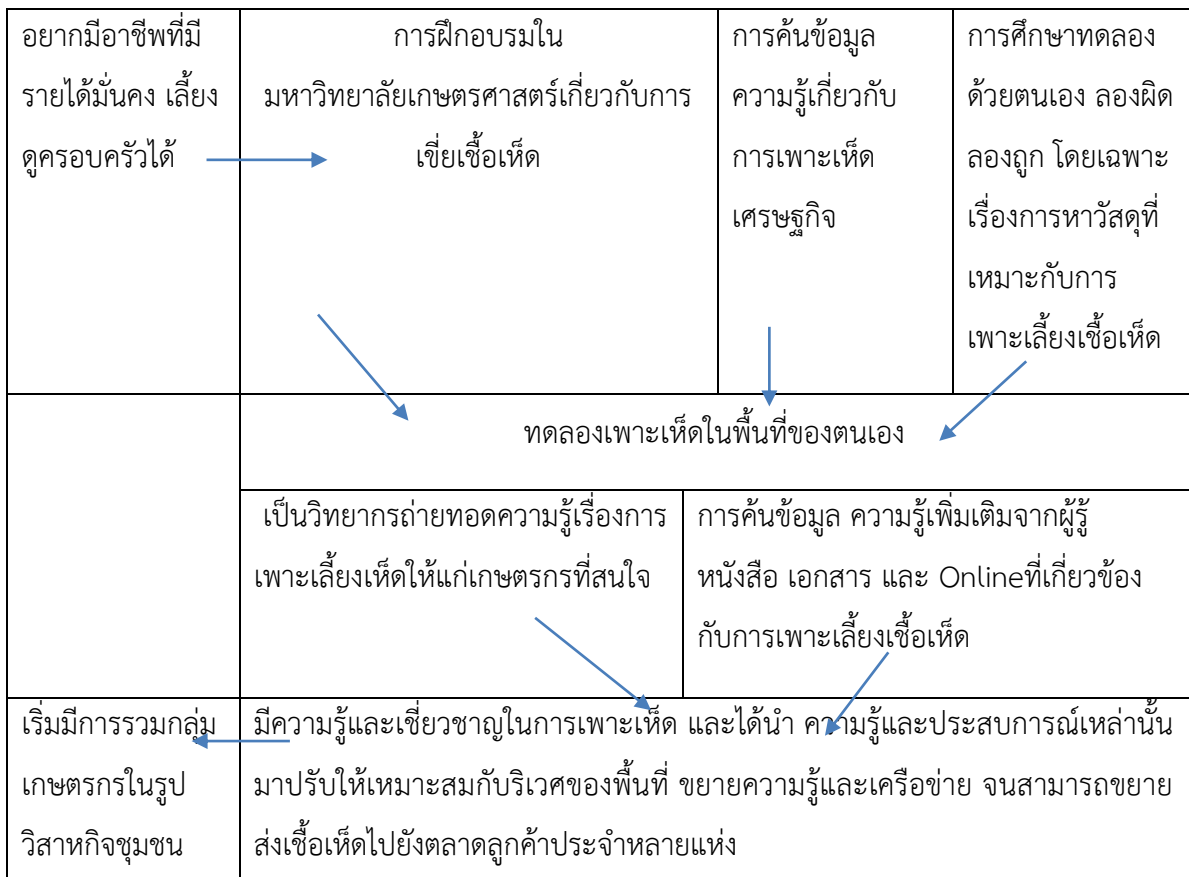 อยากมีอาชีพที่มี
รายได้มั่นคง เลี้ยง
ดูครอบครัวได้
การฝึกอบรมใน
มหาวิทยาลัยเกษตรศาสตร์เกี่ยวกับการ
เขี่ยเชื้อเห็ด
การค้นข้อมูล
ความรู้เกี่ยวกับ
การเพาะเห็ด
เศรษฐกิจ
การศึกษาทดลอง
ด้วยตนเอง ลองผิด
ลองถูก โดยเฉพาะ
เรื่องการหาวัสดุที่
เหมาะกับการ
เพาะเลี้ยงเชื้อเห็ด
ทดลองเพาะเห็ดในพื้นที่ของตนเอง
เป็นวิทยากรถ่ายทอดความรู้เรื่องการ
เพาะเลี้ยงเห็ดให้แก่เกษตรกรที่สนใจ
การค้นข้อมูล ความรู้เพิ่มเติมจากผู้รู้
หนังสือ เอกสาร และ Onlineที่เกี่ยวข้อง
กับการเพาะเลี้ยงเชื้อเห็ด
เริ่มมีการรวมกลุ่ม
เกษตรกรในรูป
วิสาหกิจชุมชน
มีความรู้และเชี่ยวชาญในการเพาะเห็ด และได้นำ ความรู้และประสบการณ์เหล่านั้น
มาปรับให้เหมาะสมกับริเวศของพื้นที่ ขยายความรู้และเครือข่าย จนสามารถขยาย
ส่งเชื้อเห็ดไปยังตลาดลูกค้าประจำหลายแห่ง